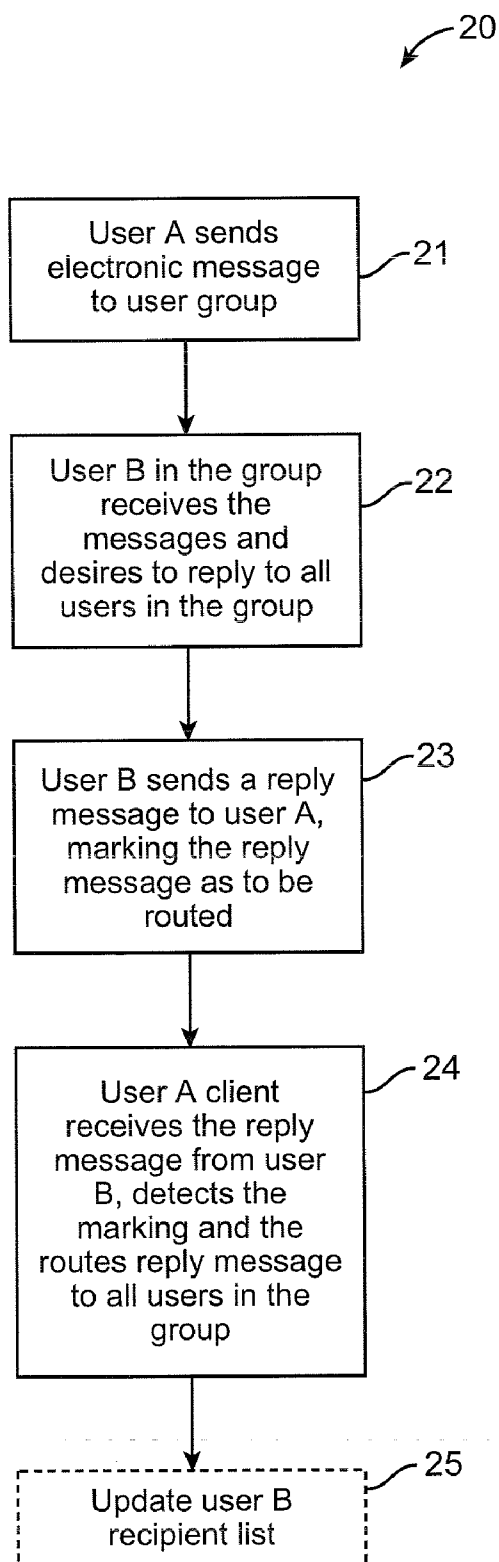 20
User A sends
electronic message
to user group
21
User B in the group
receives the
messages and
desires to reply to all
users in the group
22
User B sends a reply
message to user A,
marking the reply
message as to be
routed
23
User A client
receives the reply
message from user
B, detects the
marking and the
routes reply message
to all users in the
group
24
Update user B
recipient list
25